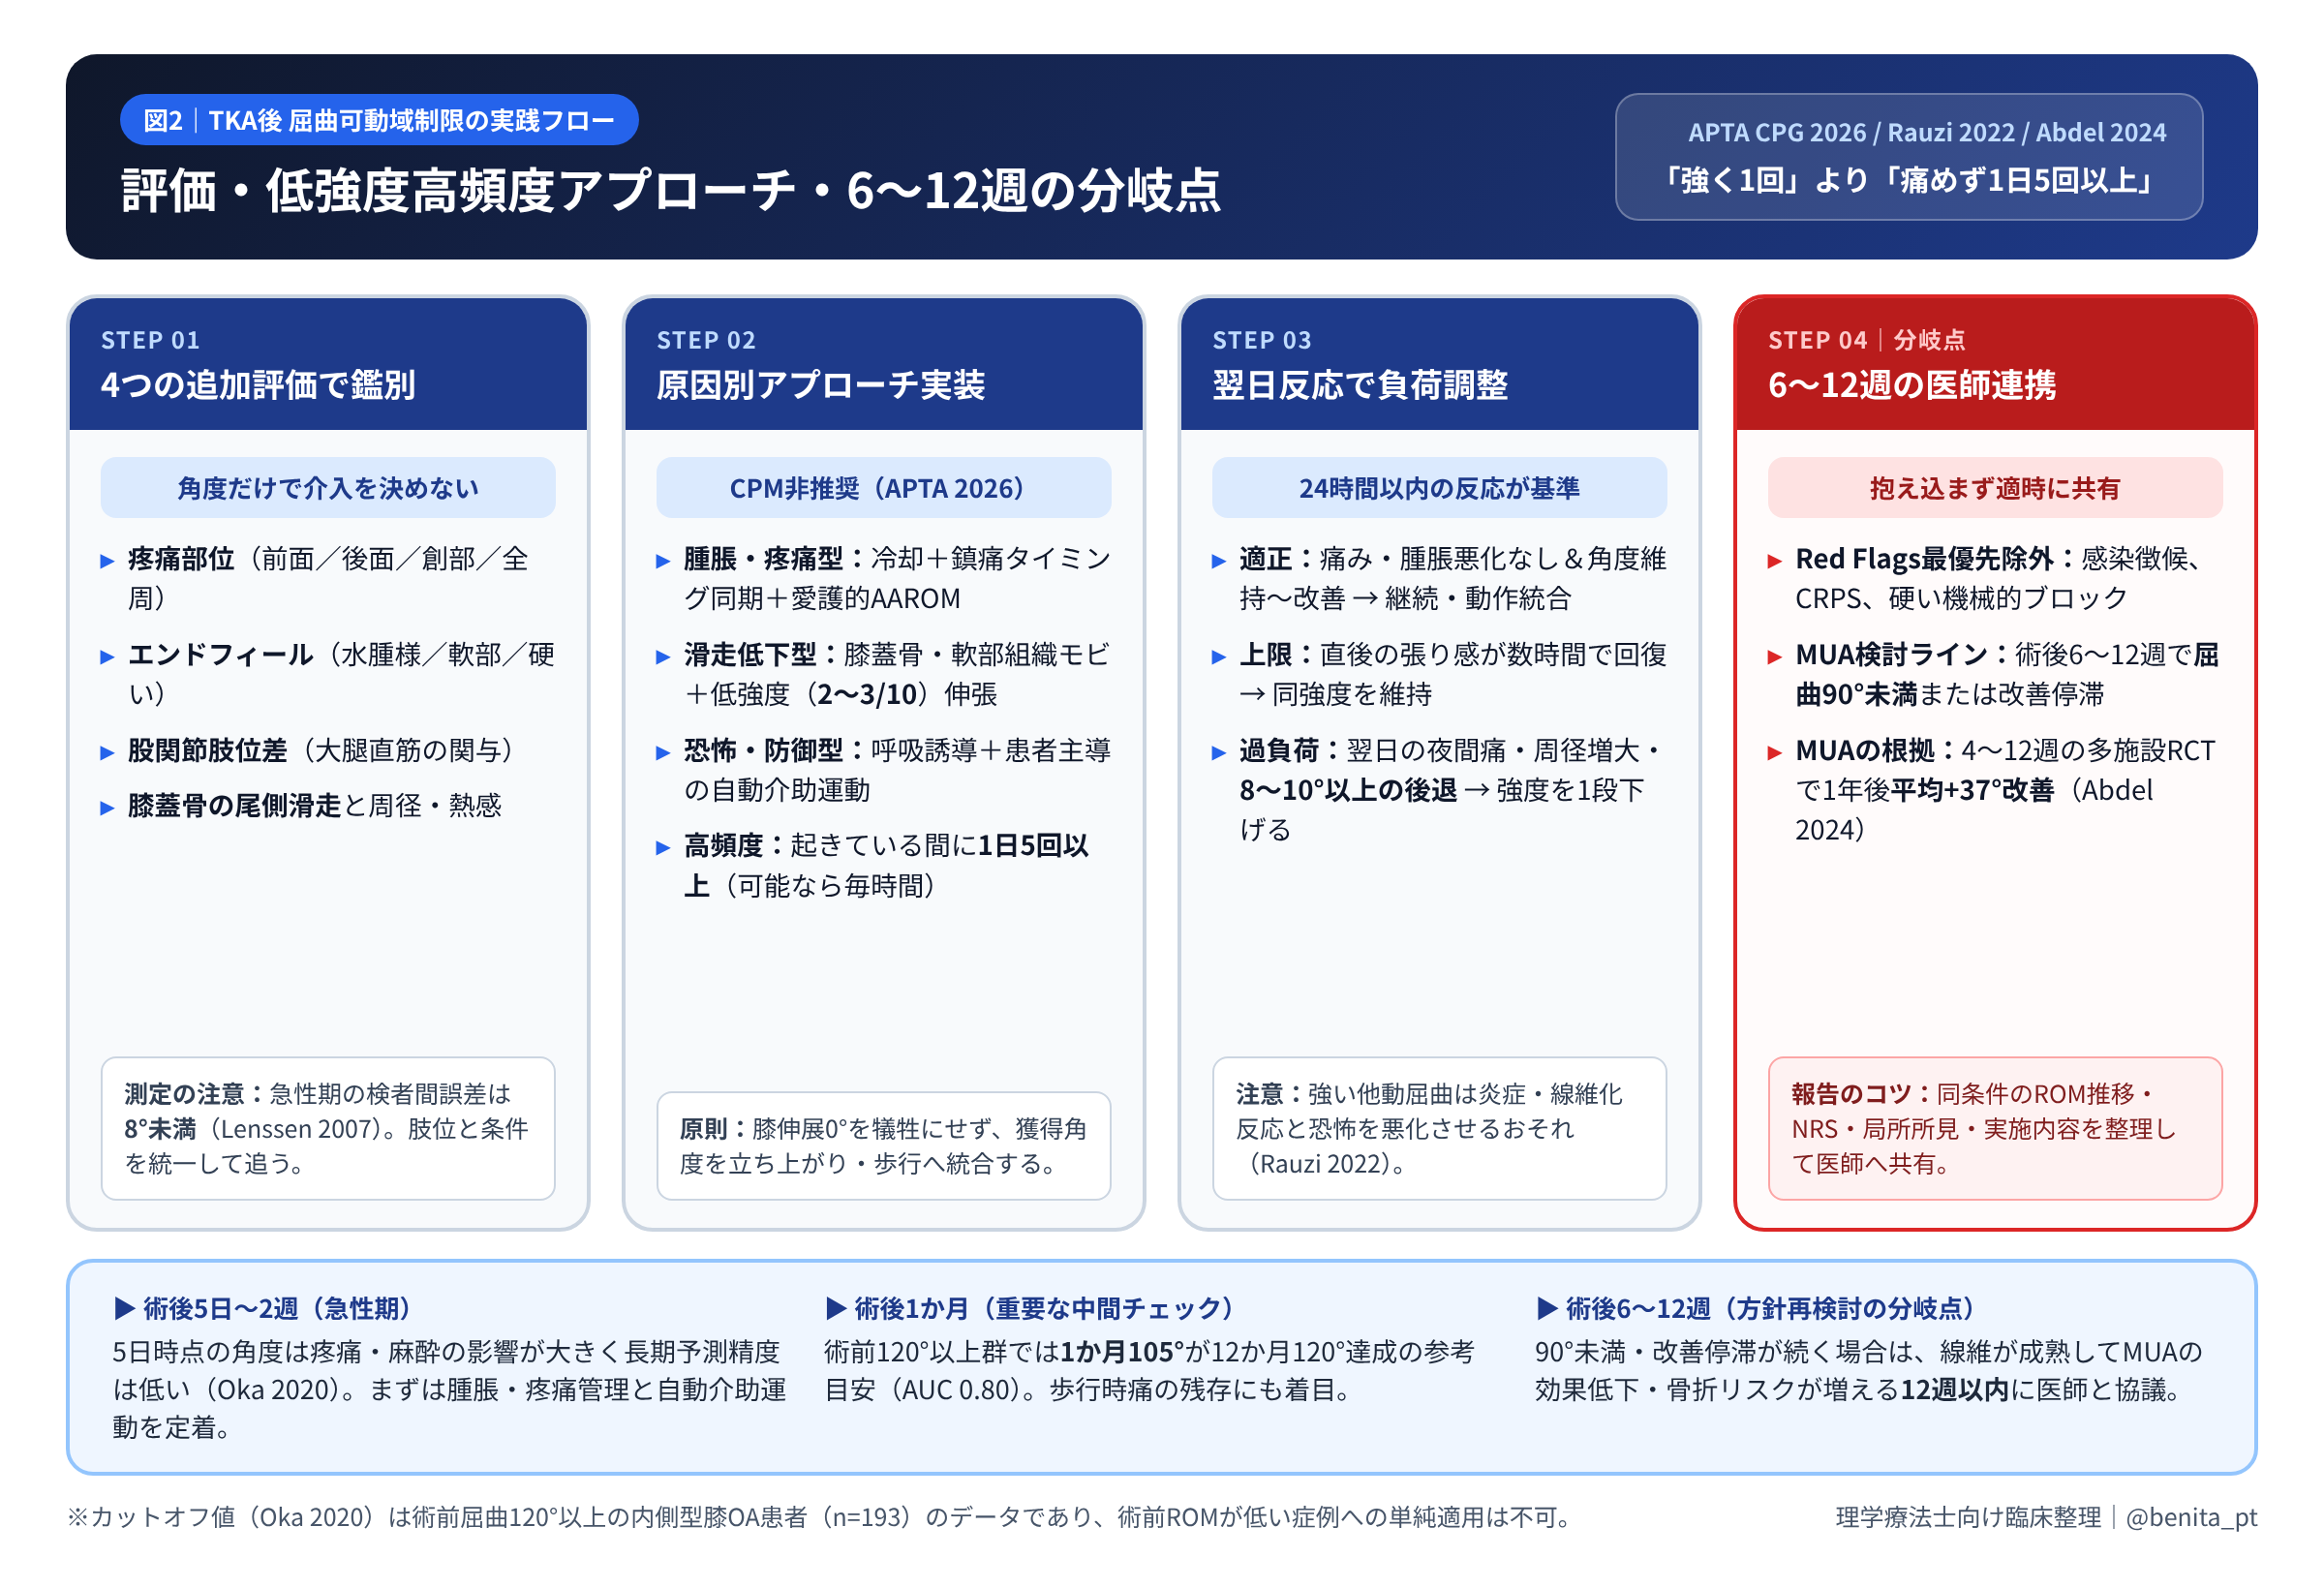 図2｜TKA後 屈曲可動域制限の実践フロー
評価・低強度高頻度アプローチ・6〜12週の分岐点
APTA CPG 2026 / Rauzi 2022 / Abdel 2024
「強く1回」より「痛めず1日5回以上」
STEP 01
4つの追加評価で鑑別
角度だけで介入を決めない
▸ 疼痛部位（前面／後面／創部／全
周）
▸ エンドフィール（水腫様／軟部／硬
い）
▸ 股関節肢位差（大腿直筋の関与）
▸ 膝蓋骨の尾側滑走と周径・熱感
測定の注意：急性期の検者間誤差は
8°未満（Lenssen 2007）。肢位と条件
を統一して追う。
STEP 02
原因別アプローチ実装
CPM非推奨（APTA 2026）
▸ 腫脹・疼痛型：冷却＋鎮痛タイミン
グ同期＋愛護的AAROM
▸ 滑走低下型：膝蓋骨・軟部組織モビ
＋低強度（2〜3/10）伸張
▸ 恐怖・防御型：呼吸誘導＋患者主導
の自動介助運動
▸ 高頻度：起きている間に1日5回以
上（可能なら毎時間）
原則：膝伸展0°を犠牲にせず、獲得角
度を立ち上がり・歩行へ統合する。
STEP 03
翌日反応で負荷調整
24時間以内の反応が基準
▸ 適正：痛み・腫脹悪化なし＆角度維
持〜改善 → 継続・動作統合
▸ 上限：直後の張り感が数時間で回復
→ 同強度を維持
▸ 過負荷：翌日の夜間痛・周径増大・
8〜10°以上の後退 → 強度を1段下
げる
注意：強い他動屈曲は炎症・線維化
反応と恐怖を悪化させるおそれ
（Rauzi 2022）。
STEP 04｜分岐点
6〜12週の医師連携
抱え込まず適時に共有
▸ Red Flags最優先除外：感染徴候、
CRPS、硬い機械的ブロック
▸ MUA検討ライン：術後6〜12週で屈
曲90°未満または改善停滞
▸ MUAの根拠：4〜12週の多施設RCT
で1年後平均+37°改善（Abdel
2024）
報告のコツ：同条件のROM推移・
NRS・局所所見・実施内容を整理し
て医師へ共有。
▶ 術後5日〜2週（急性期）
5日時点の角度は疼痛・麻酔の影響が大きく長期予測精度
は低い（Oka 2020）。まずは腫脹・疼痛管理と自動介助運
動を定着。
▶ 術後1か月（重要な中間チェック）
術前120°以上群では1か月105°が12か月120°達成の参考
目安（AUC 0.80）。歩行時痛の残存にも着目。
▶ 術後6〜12週（方針再検討の分岐点）
90°未満・改善停滞が続く場合は、線維が成熟してMUAの
効果低下・骨折リスクが増える12週以内に医師と協議。
※カットオフ値（Oka 2020）は術前屈曲120°以上の内側型膝OA患者（n=193）のデータであり、術前ROMが低い症例への単純適用は不可。
理学療法士向け臨床整理｜@benita_pt